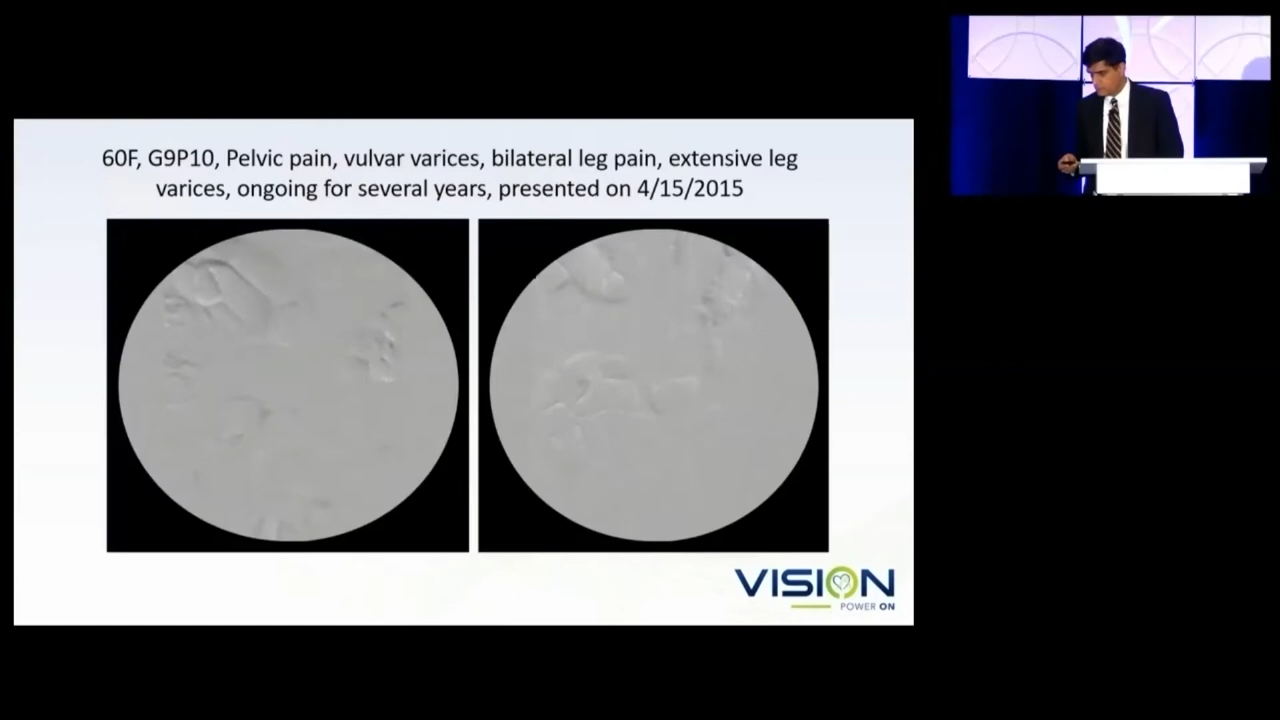 60F, G9P10, Pelvic pain, vulvar varices, bilateral leg pain, extensive leg
varices, ongoing for several years, presented on 4/15/2015
VISION
POWER ON